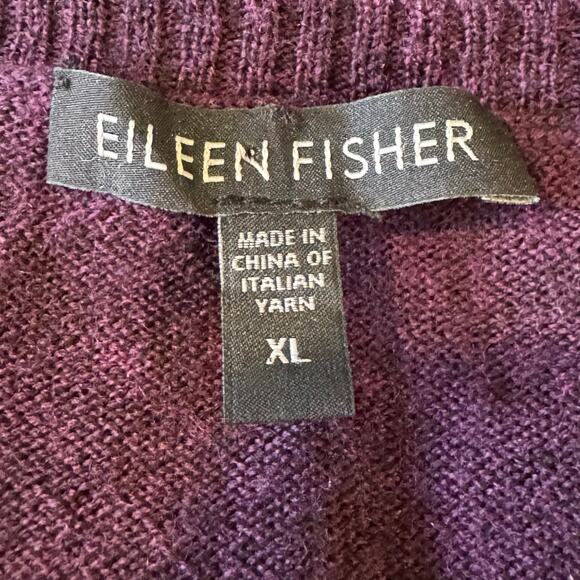 EILEEN FISHER
MADE IN
CHINA OF
ITALIAN
YARN
XL